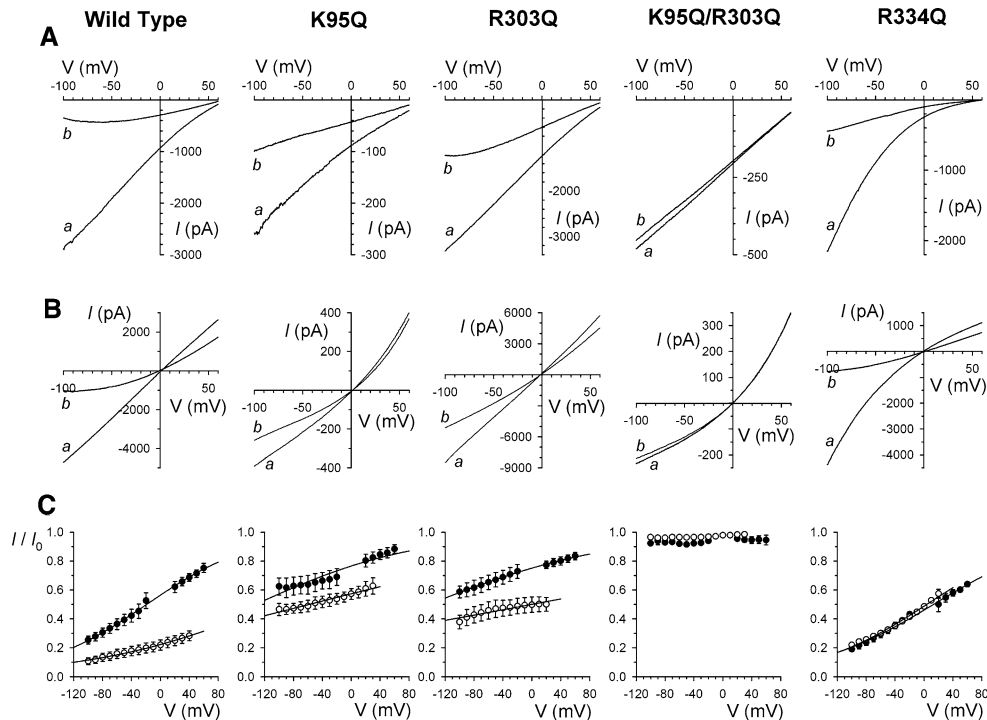 Wild Type K95Q R303Q K95Q/R303Q R334Q
A
V (mV) V (mV) V (mV) V (mV) V (mV)
-100 -50 0 50 -100 -50 0 50 -100 -50 0 50 -100 -50 0 50 -100 -50 0 50
b b b b b
a a a a a
-1000 -100 -2000 -250 -1000
-2000 -200 -3000 -500 -2000
-3000 -300
I (pA) I (pA) I (pA) I (pA) I (pA)
B
I (pA) I (pA) I (pA) I (pA) I (pA)
2000 400 6000 300 1000
200 3000 200
100
-100 50 -100 -50 50 -100 50 -100 -50 50 -100 50
V (mV) V (mV) V (mV) V (mV) V (mV)
b b b b b
a a a a a
-2000 -200 -6000 -200 -2000
-4000 -400 -9000 -3000
-4000
C
I / I0
1.0 1.0 1.0 1.0 1.0
0.8 0.8 0.8 0.8 0.8
0.6 0.6 0.6 0.6 0.6
0.4 0.4 0.4 0.4 0.4
0.2 0.2 0.2 0.2 0.2
0.0 0.0 0.0 0.0 0.0
-120 -80 -40 0 40 80 -120 -80 -40 0 40 80 -120 -80 -40 0 40 80 -120 -80 -40 0 40 80 -120 -80 -40 0 40 80
V (mV) V (mV) V (mV) V (mV) V (mV)